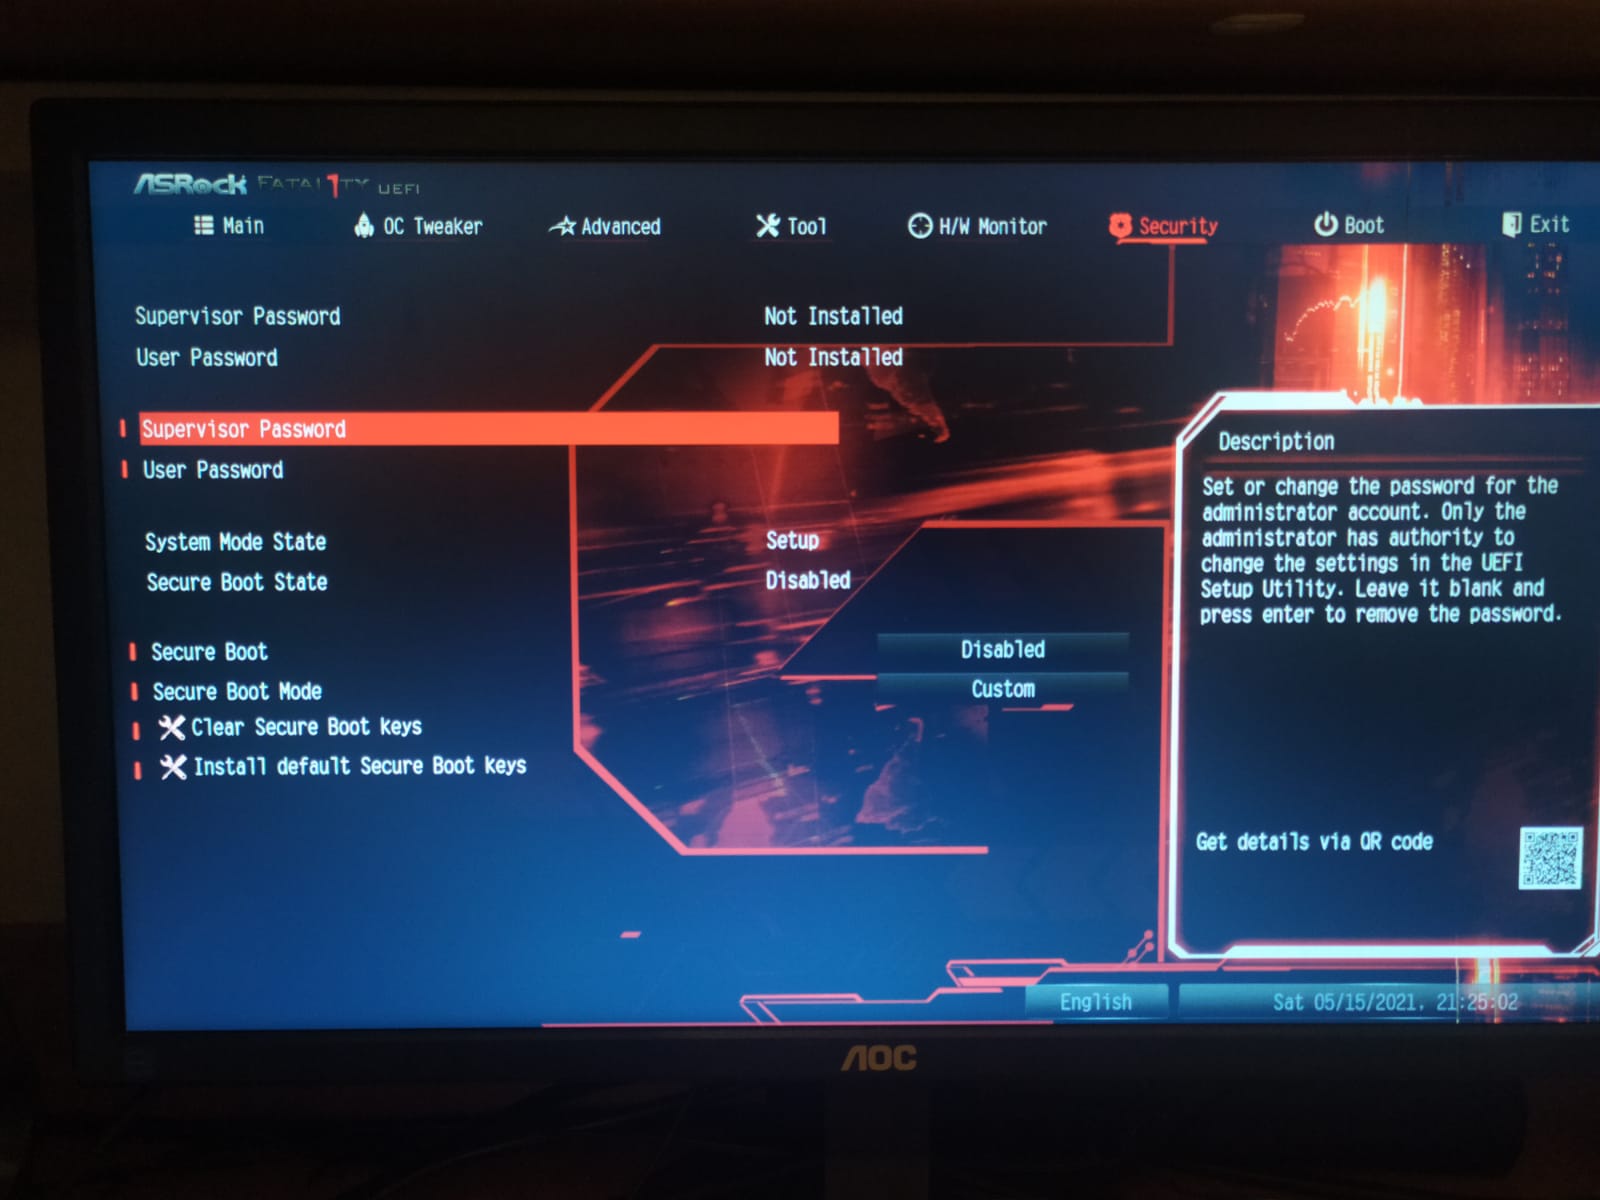 ASRock FATAL1TY UEFI
Main OC Tweaker Advanced Tool H/W Monitor Security Boot Exit
Supervisor Password Not Installed
User Password Not Installed
Supervisor Password
User Password
System Mode State Setup
Secure Boot State Disabled
Secure Boot Disabled
Secure Boot Mode Custom
Clear Secure Boot keys
Install default Secure Boot keys
Description
Set or change the password for the
administrator account. Only the
administrator has authority to
change the settings in the UEFI
Setup Utility. Leave it blank and
press enter to remove the password.
Get details via QR code
English Sat 05/15/2021, 21:25:02
AOC